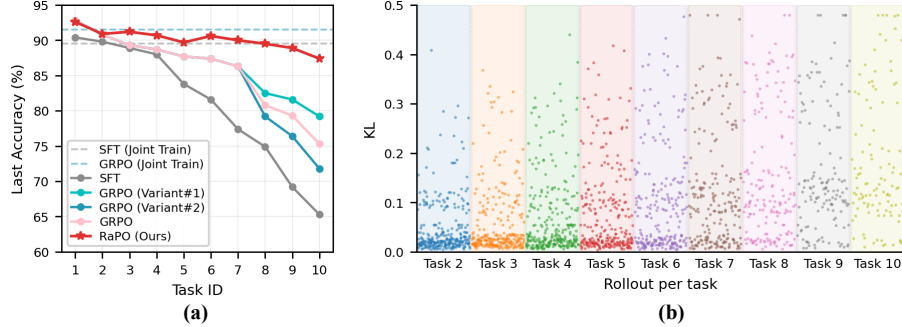 95
90
85
80
75
70
65
60
Last Accuracy (%)
SFT (Joint Train)
GRPO (Joint Train)
SFT
GRPO (Variant#1)
GRPO (Variant#2)
GRPO
RaPO (Ours)
1 2 3 4 5 6 7 8 9 10
Task ID
(a)
0.5
0.4
0.3
0.2
0.1
0.0
KL
Task 2 Task 3 Task 4 Task 5 Task 6 Task 7 Task 8 Task 9 Task 10
Rollout per task
(b)